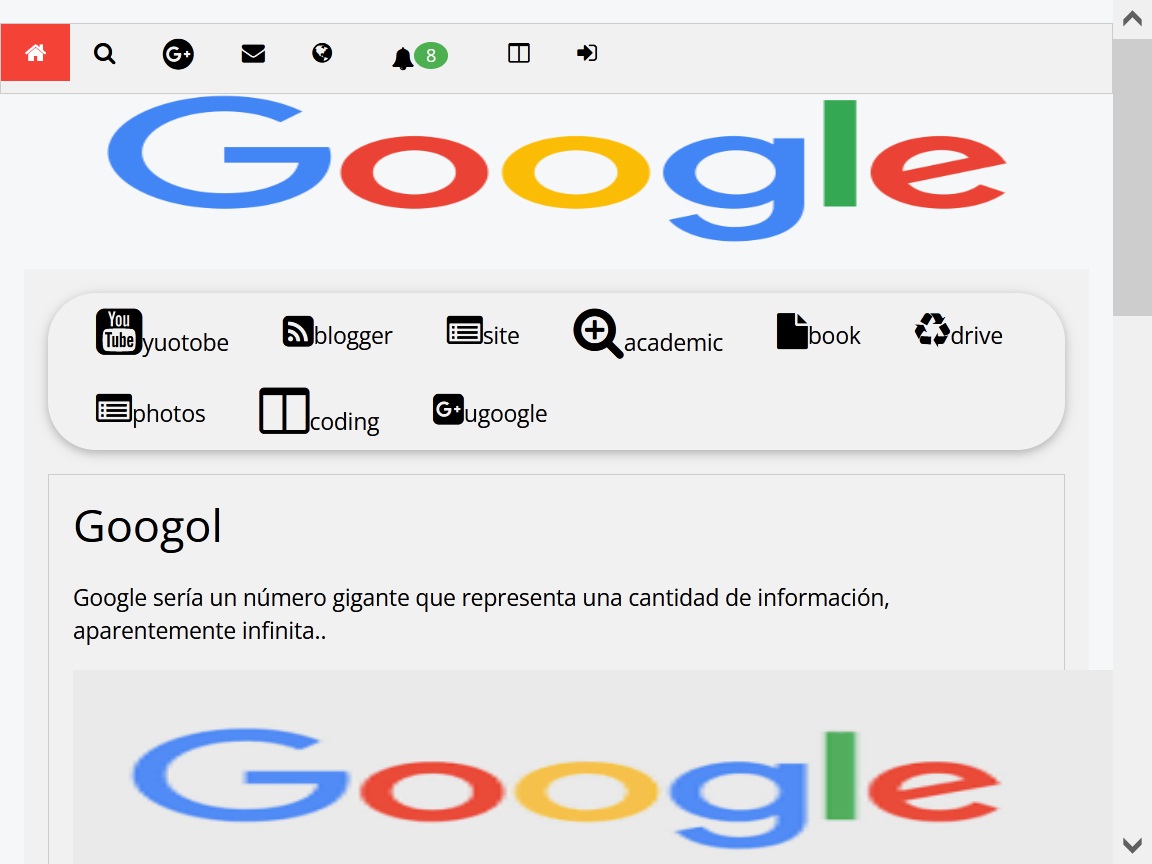 G+
8
Google
You
Tube
yuotobe
blogger
site
academic
book
drive
photos
coding
G+
ugoogle
Googol
Google sería un número gigante que representa una cantidad de información,
aparentemente infinita..
Google